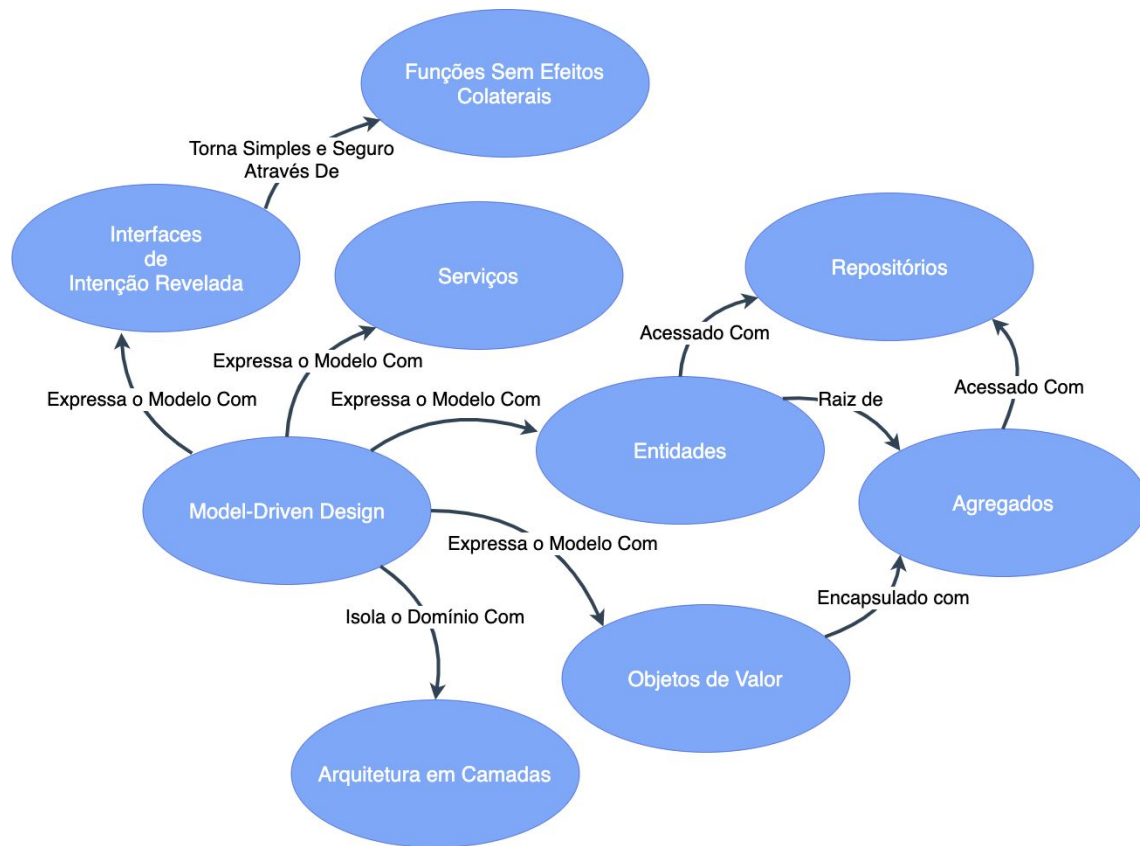 Funções Sem Efeitos
Colaterais
Torna Simples e Seguro
Através De
Interfaces
de
Intenção Revelada
Serviços
Repositórios
Acessado Com
Expressa o Modelo Com
Expressa o Modelo Com
Expressa o Modelo Com
Raiz de
Acessado Com
Entidades
Model-Driven Design
Agregados
Expressa o Modelo Com
Encapsulado com
Isola o Domínio Com
Objetos de Valor
Arquitetura em Camadas